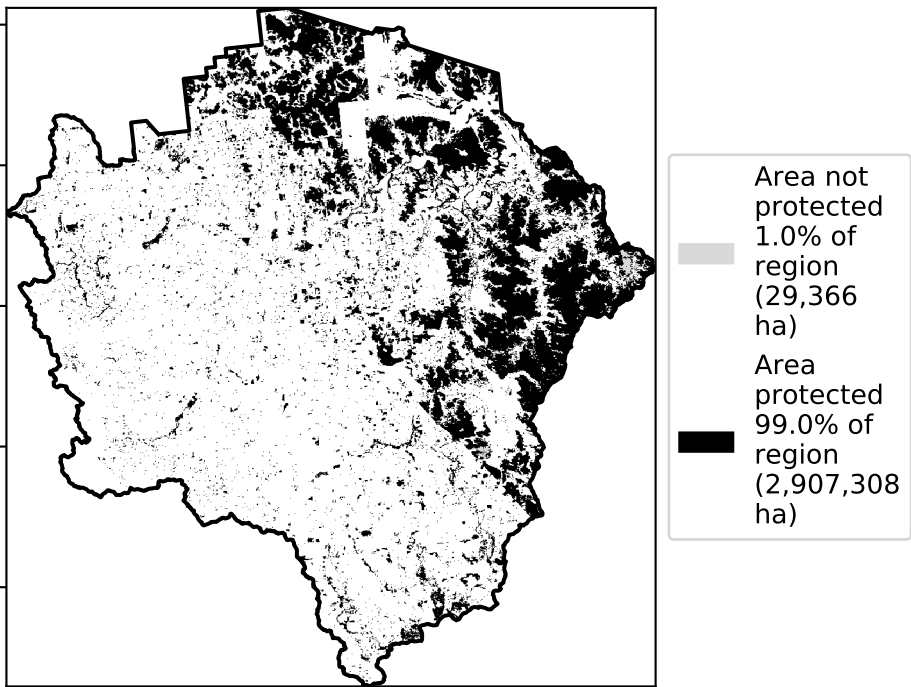 Area not
protected
1.0% of
region
(29,366
ha)
Area
protected
99.0% of
region
(2,907,308
ha)